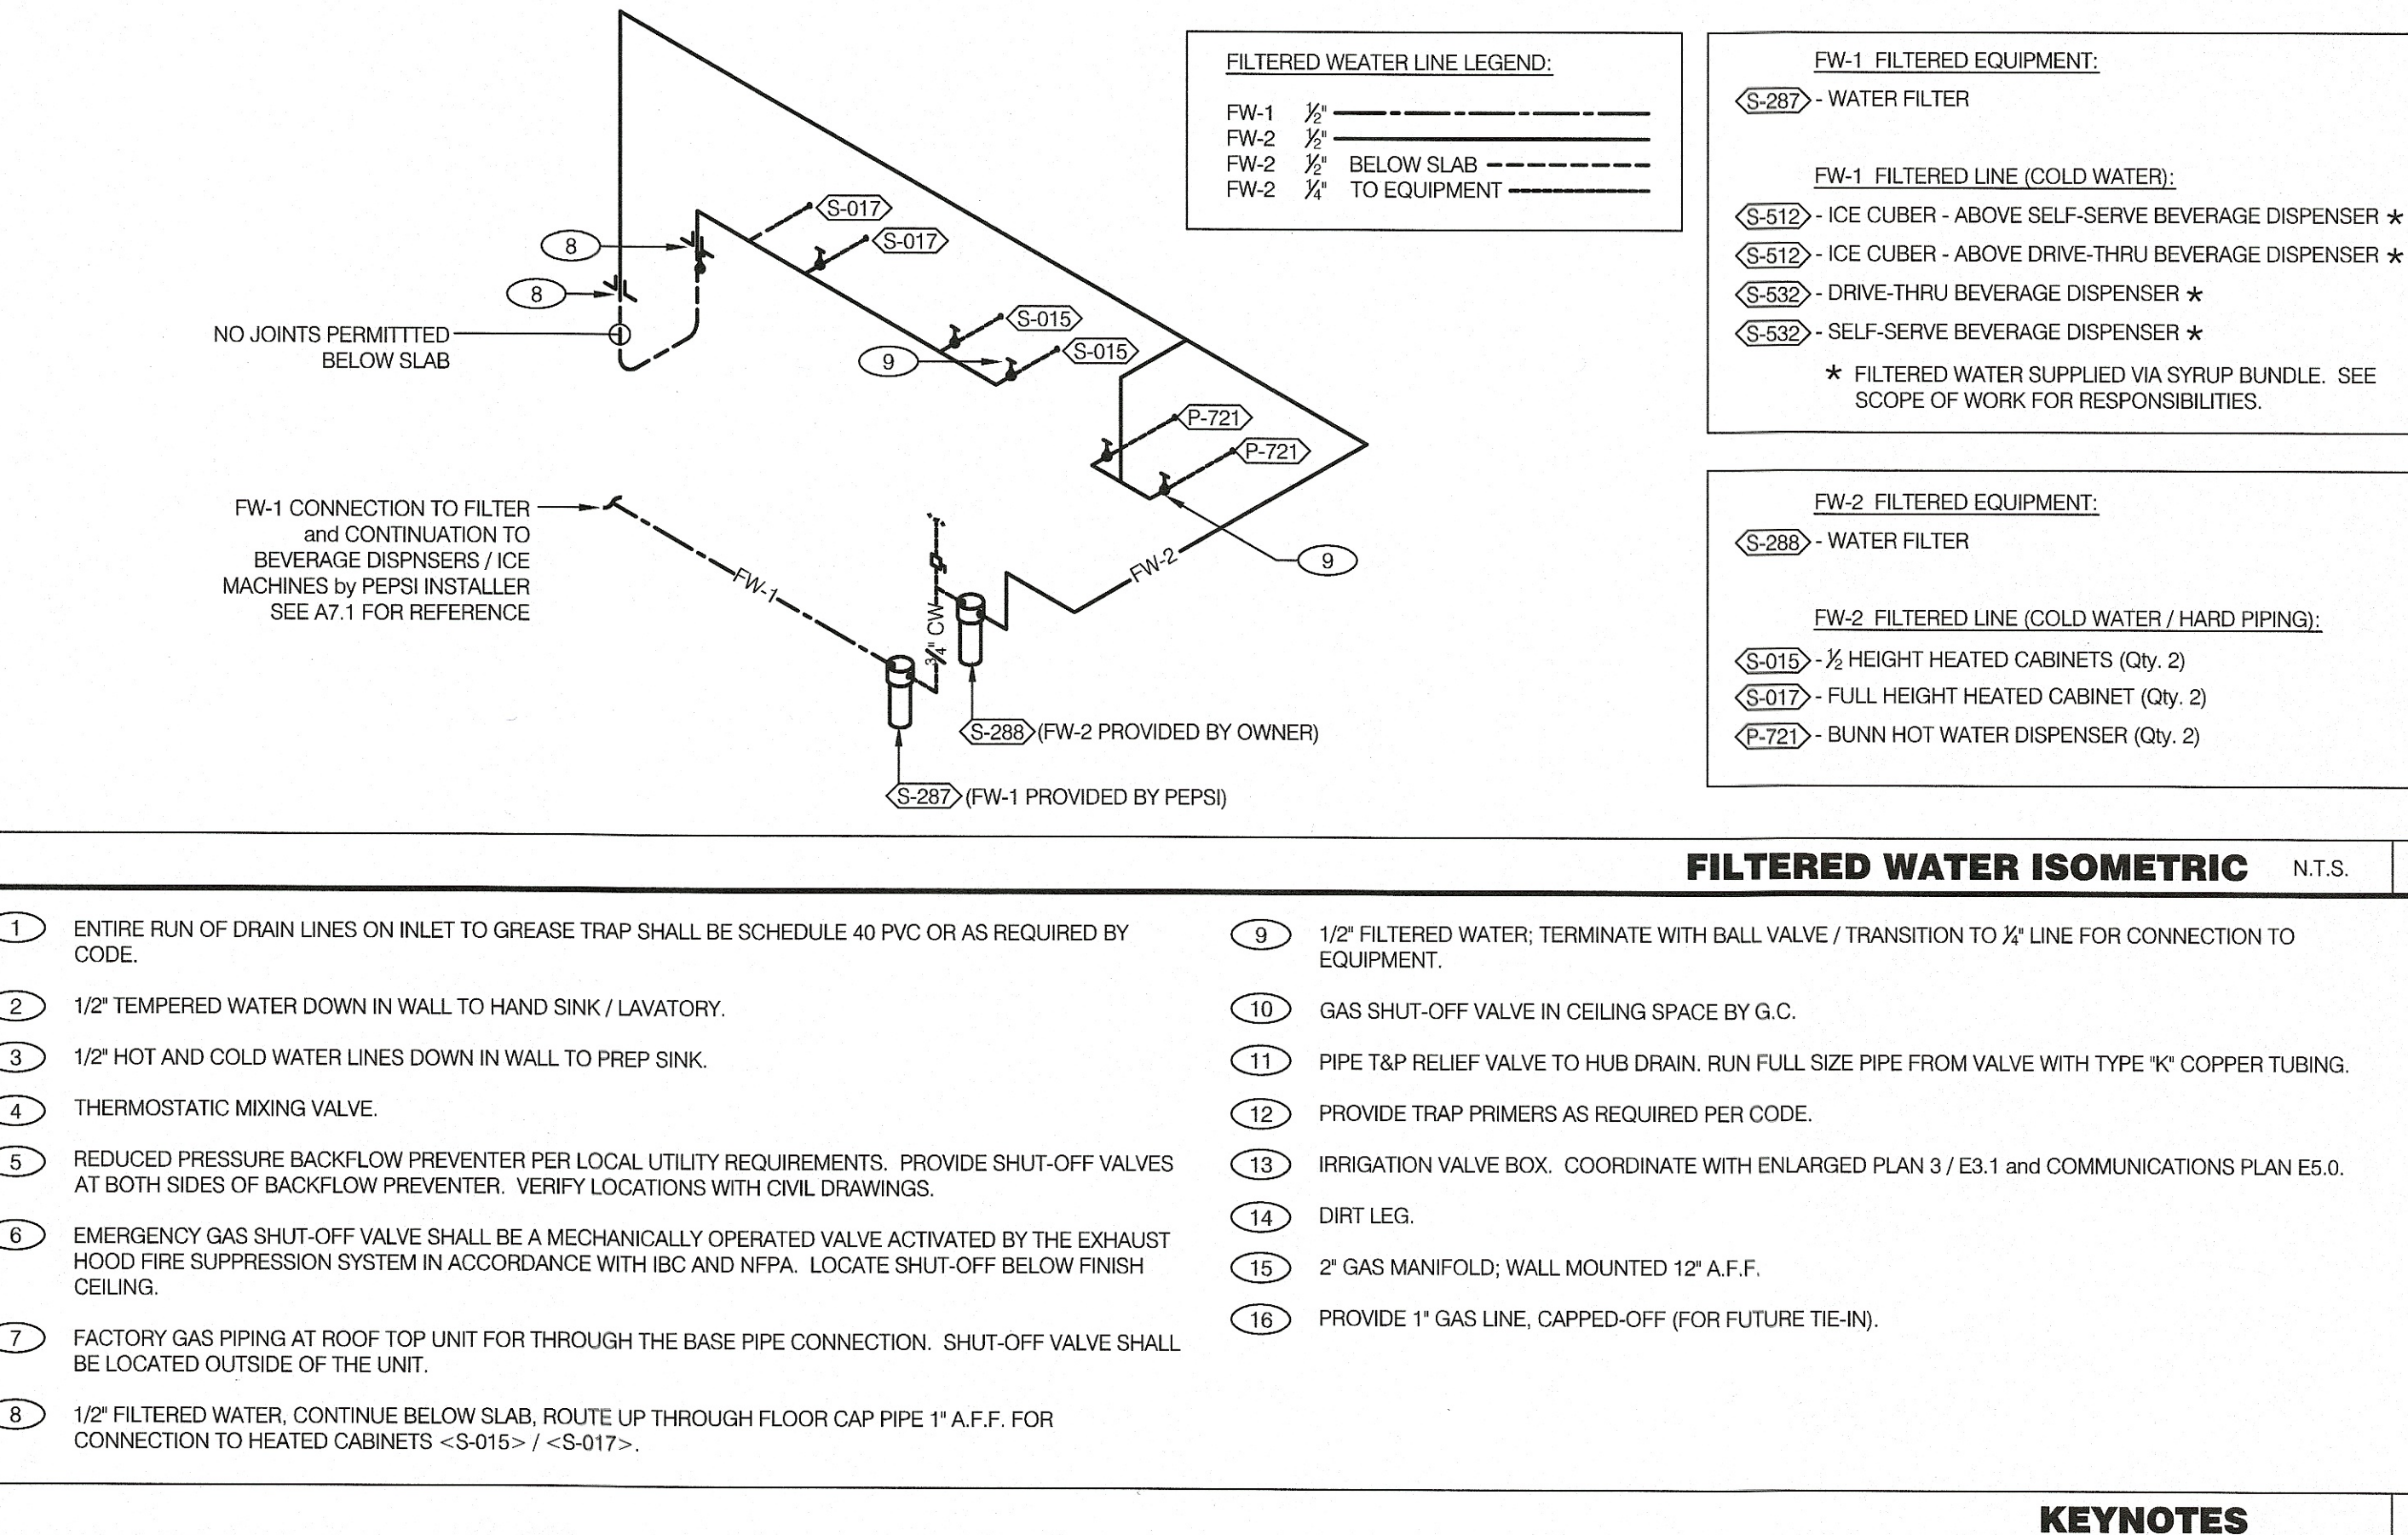 FILTERED WEATER LINE LEGEND:
FW-1 ½"
FW-2 ½"
FW-2 ½" BELOW SLAB
FW-2 ¼" TO EQUIPMENT
FW-1 FILTERED EQUIPMENT:
S-287 - WATER FILTER
FW-1 FILTERED LINE (COLD WATER):
S-512 - ICE CUBER - ABOVE SELF-SERVE BEVERAGE DISPENSER *
S-512 - ICE CUBER - ABOVE DRIVE-THRU BEVERAGE DISPENSER *
S-532 - DRIVE-THRU BEVERAGE DISPENSER *
S-532 - SELF-SERVE BEVERAGE DISPENSER *
* FILTERED WATER SUPPLIED VIA SYRUP BUNDLE. SEE
SCOPE OF WORK FOR RESPONSIBILITIES.
FW-2 FILTERED EQUIPMENT:
S-288 - WATER FILTER
FW-2 FILTERED LINE (COLD WATER / HARD PIPING):
S-015 - ½ HEIGHT HEATED CABINETS (Qty. 2)
S-017 - FULL HEIGHT HEATED CABINET (Qty. 2)
P-721 - BUNN HOT WATER DISPENSER (Qty. 2)
S-017
S-017
8
8
NO JOINTS PERMITTTED
BELOW SLAB
S-015
S-015
9
P-721
P-721
9
FW-1 CONNECTION TO FILTER
and CONTINUATION TO
BEVERAGE DISPNSERS / ICE
MACHINES by PEPSI INSTALLER
SEE A7.1 FOR REFERENCE
FW-1
FW-2
¾" CW
S-288 (FW-2 PROVIDED BY OWNER)
S-287 (FW-1 PROVIDED BY PEPSI)
FILTERED WATER ISOMETRIC N.T.S.
1 ENTIRE RUN OF DRAIN LINES ON INLET TO GREASE TRAP SHALL BE SCHEDULE 40 PVC OR AS REQUIRED BY
CODE.
2 1/2" TEMPERED WATER DOWN IN WALL TO HAND SINK / LAVATORY.
3 1/2" HOT AND COLD WATER LINES DOWN IN WALL TO PREP SINK.
4 THERMOSTATIC MIXING VALVE.
5 REDUCED PRESSURE BACKFLOW PREVENTER PER LOCAL UTILITY REQUIREMENTS. PROVIDE SHUT-OFF VALVES
AT BOTH SIDES OF BACKFLOW PREVENTER. VERIFY LOCATIONS WITH CIVIL DRAWINGS.
6 EMERGENCY GAS SHUT-OFF VALVE SHALL BE A MECHANICALLY OPERATED VALVE ACTIVATED BY THE EXHAUST
HOOD FIRE SUPPRESSION SYSTEM IN ACCORDANCE WITH IBC AND NFPA. LOCATE SHUT-OFF BELOW FINISH
CEILING.
7 FACTORY GAS PIPING AT ROOF TOP UNIT FOR THROUGH THE BASE PIPE CONNECTION. SHUT-OFF VALVE SHALL
BE LOCATED OUTSIDE OF THE UNIT.
8 1/2" FILTERED WATER, CONTINUE BELOW SLAB, ROUTE UP THROUGH FLOOR CAP PIPE 1" A.F.F. FOR
CONNECTION TO HEATED CABINETS <S-015> / <S-017>.
9 1/2" FILTERED WATER; TERMINATE WITH BALL VALVE / TRANSITION TO ¼" LINE FOR CONNECTION TO
EQUIPMENT.
10 GAS SHUT-OFF VALVE IN CEILING SPACE BY G.C.
11 PIPE T&P RELIEF VALVE TO HUB DRAIN. RUN FULL SIZE PIPE FROM VALVE WITH TYPE "K" COPPER TUBING.
12 PROVIDE TRAP PRIMERS AS REQUIRED PER CODE.
13 IRRIGATION VALVE BOX. COORDINATE WITH ENLARGED PLAN 3 / E3.1 and COMMUNICATIONS PLAN E5.0.
14 DIRT LEG.
15 2" GAS MANIFOLD; WALL MOUNTED 12" A.F.F.
16 PROVIDE 1" GAS LINE, CAPPED-OFF (FOR FUTURE TIE-IN).
KEYNOTES